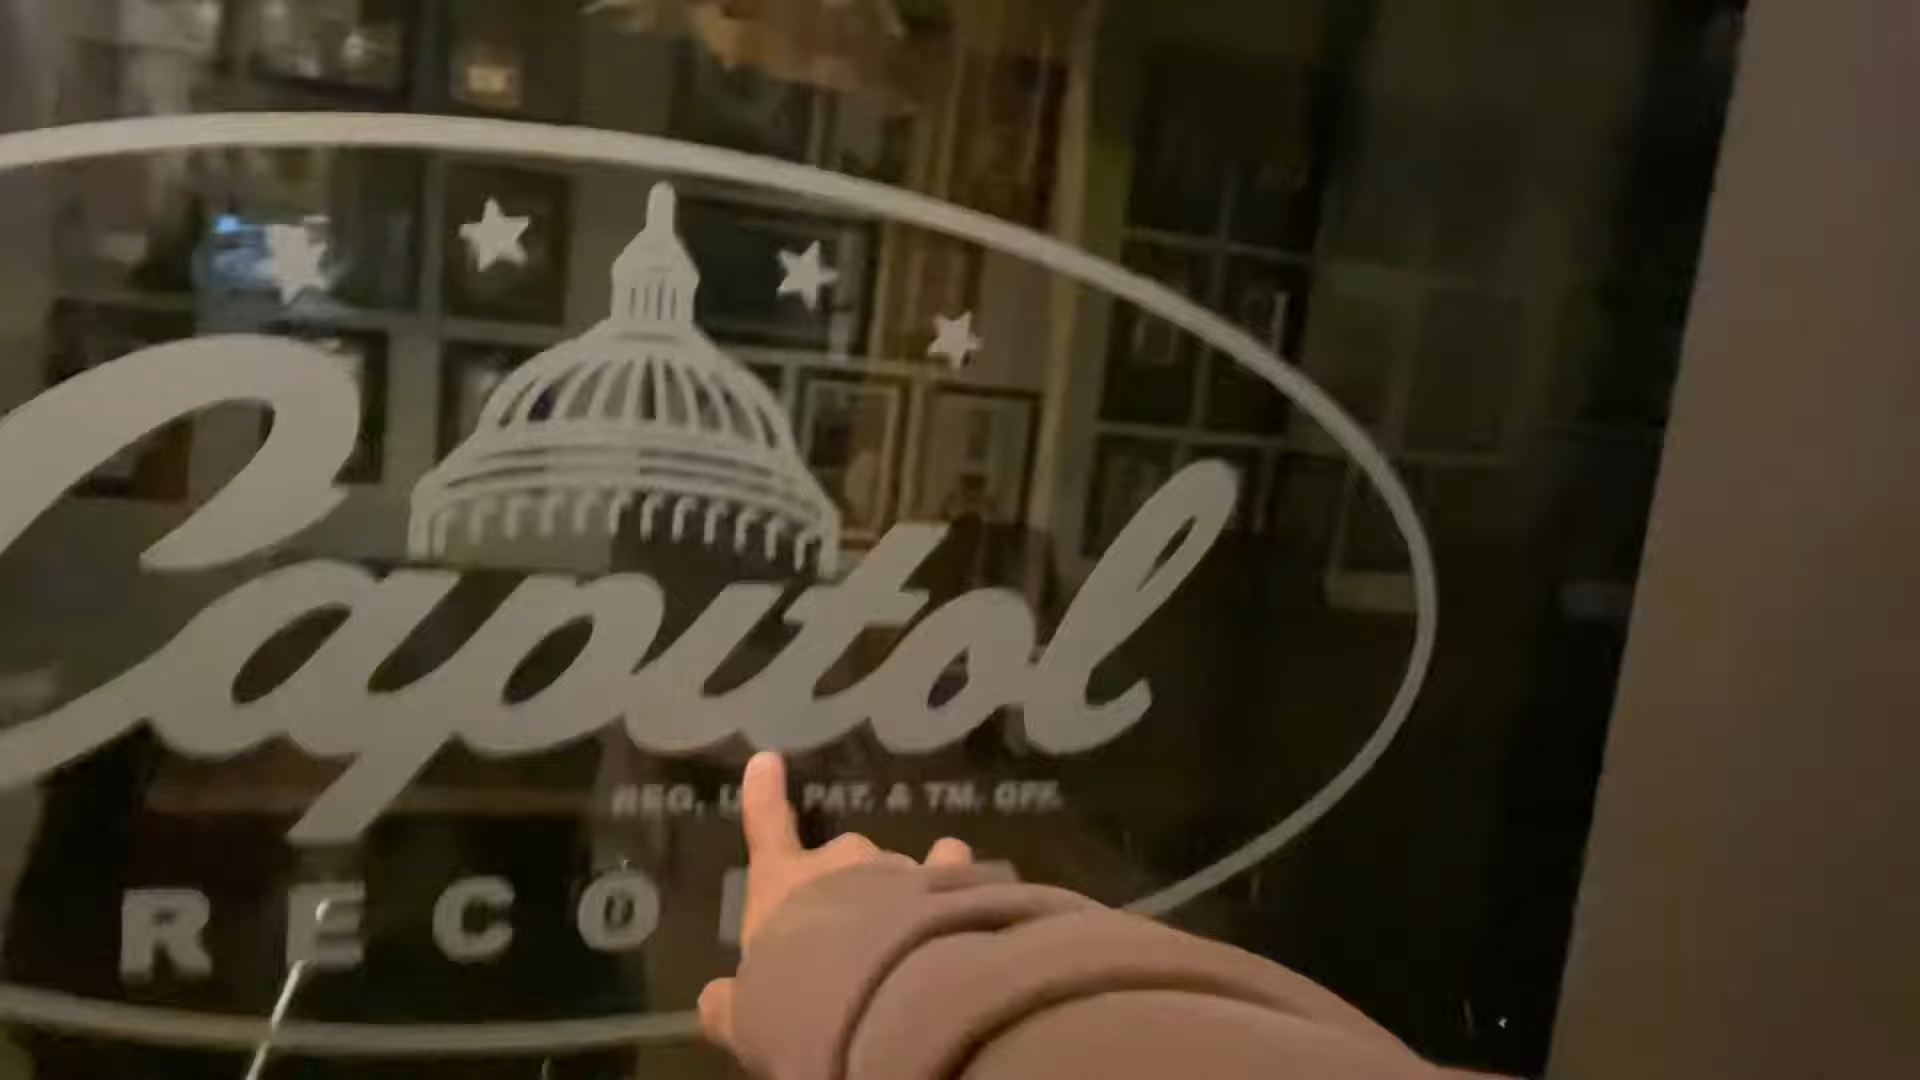 Capitol
REG. U PAT. & TM. OFF.
RECO